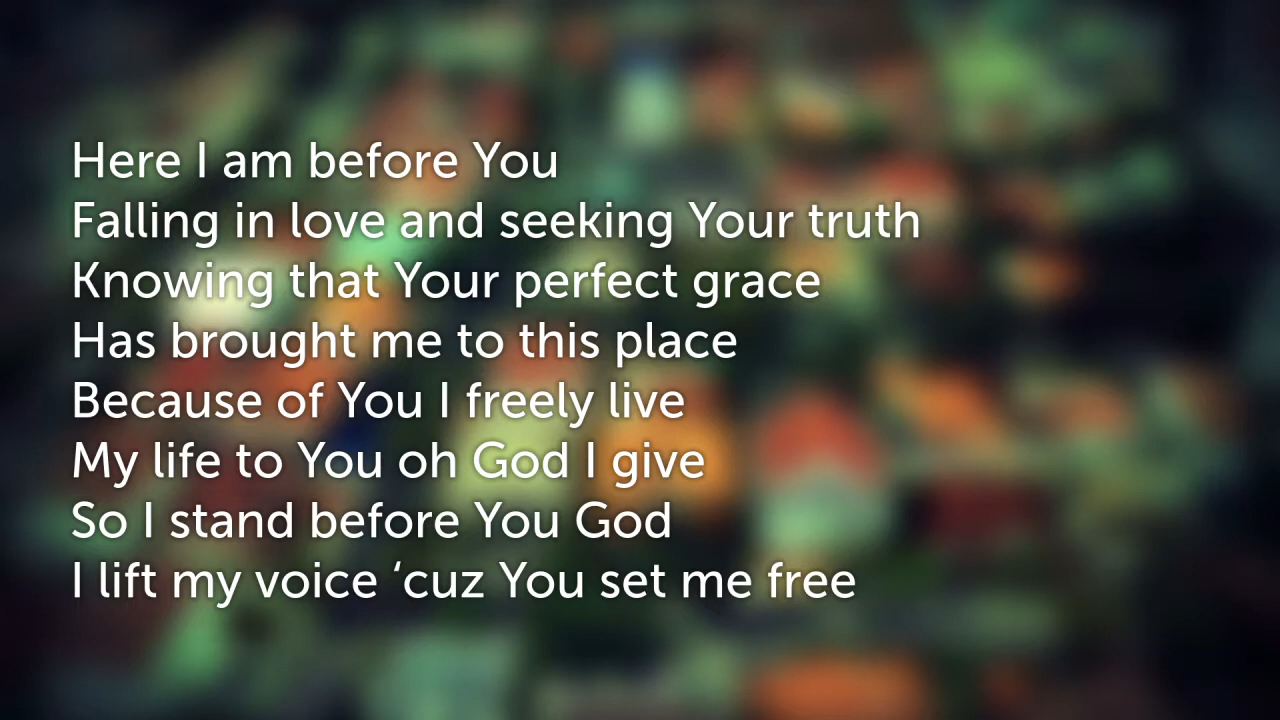 Here I am before You
Falling in love and seeking Your truth
Knowing that Your perfect grace
Has brought me to this place
Because of You I freely live
My life to You oh God I give
So I stand before You God
I lift my voice ‘cuz You set me free